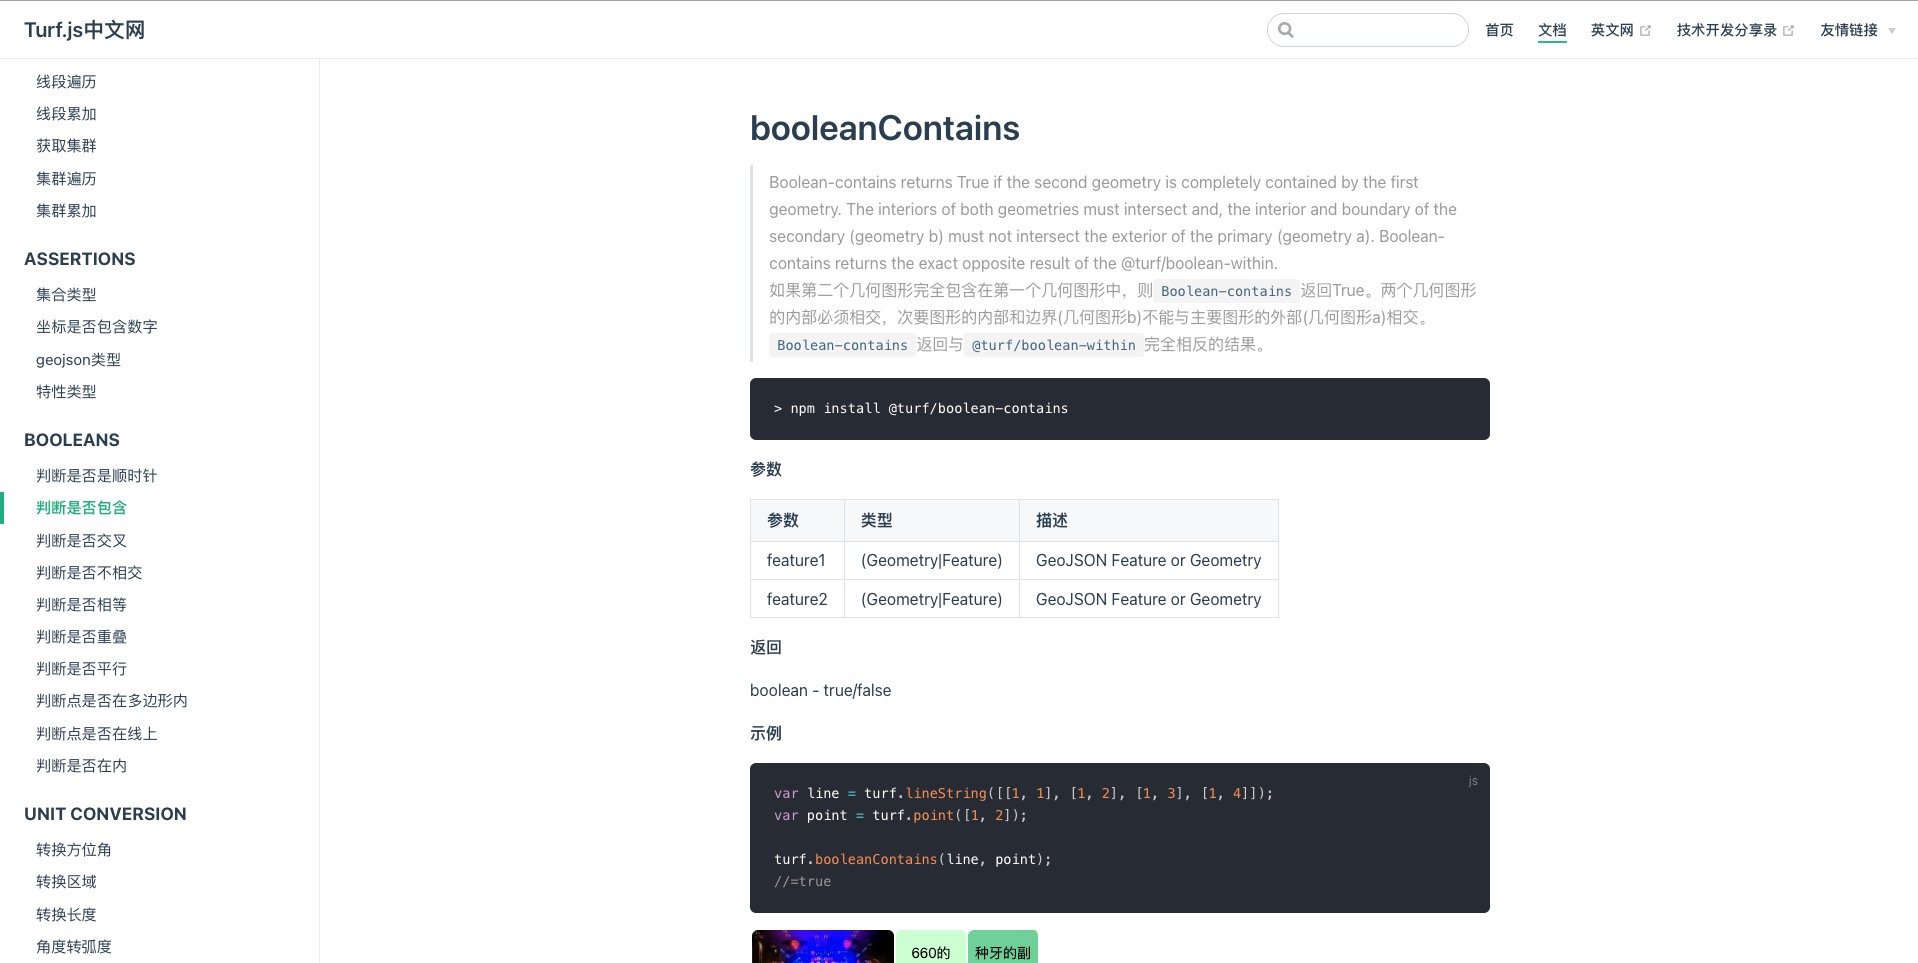 Turf.js中文网
首页 文档 英文网 技术开发分享录 友情链接
线段遍历
线段累加
获取集群
集群遍历
集群累加
ASSERTIONS
集合类型
坐标是否包含数字
geojson类型
特性类型
BOOLEANS
判断是否是顺时针
判断是否包含
判断是否交叉
判断是否不相交
判断是否相等
判断是否重叠
判断是否平行
判断点是否在多边形内
判断点是否在线上
判断是否在内
UNIT CONVERSION
转换方位角
转换区域
转换长度
角度转弧度
booleanContains
Boolean-contains returns True if the second geometry is completely contained by the first
geometry. The interiors of both geometries must intersect and, the interior and boundary of the
secondary (geometry b) must not intersect the exterior of the primary (geometry a). Boolean-
contains returns the exact opposite result of the @turf/boolean-within.
如果第二个几何图形完全包含在第一个几何图形中，则 Boolean-contains 返回True。两个几何图形
的内部必须相交，次要图形的内部和边界(几何图形b)不能与主要图形的外部(几何图形a)相交。
Boolean-contains 返回与 @turf/boolean-within 完全相反的结果。
> npm install @turf/boolean-contains
参数
参数 类型 描述
feature1 (Geometry|Feature) GeoJSON Feature or Geometry
feature2 (Geometry|Feature) GeoJSON Feature or Geometry
返回
boolean - true/false
示例
js
var line = turf.lineString([[1, 1], [1, 2], [1, 3], [1, 4]]);
var point = turf.point([1, 2]);
turf.booleanContains(line, point);
//=true
660的 种牙的副